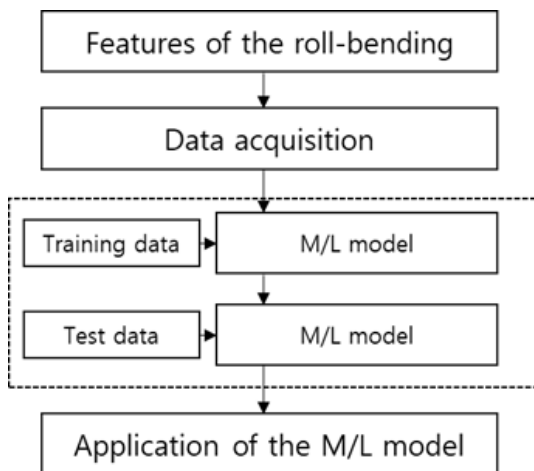 Features of the roll-bending
Data acquisition
Training data
M/L model
Test data
M/L model
Application of the M/L model